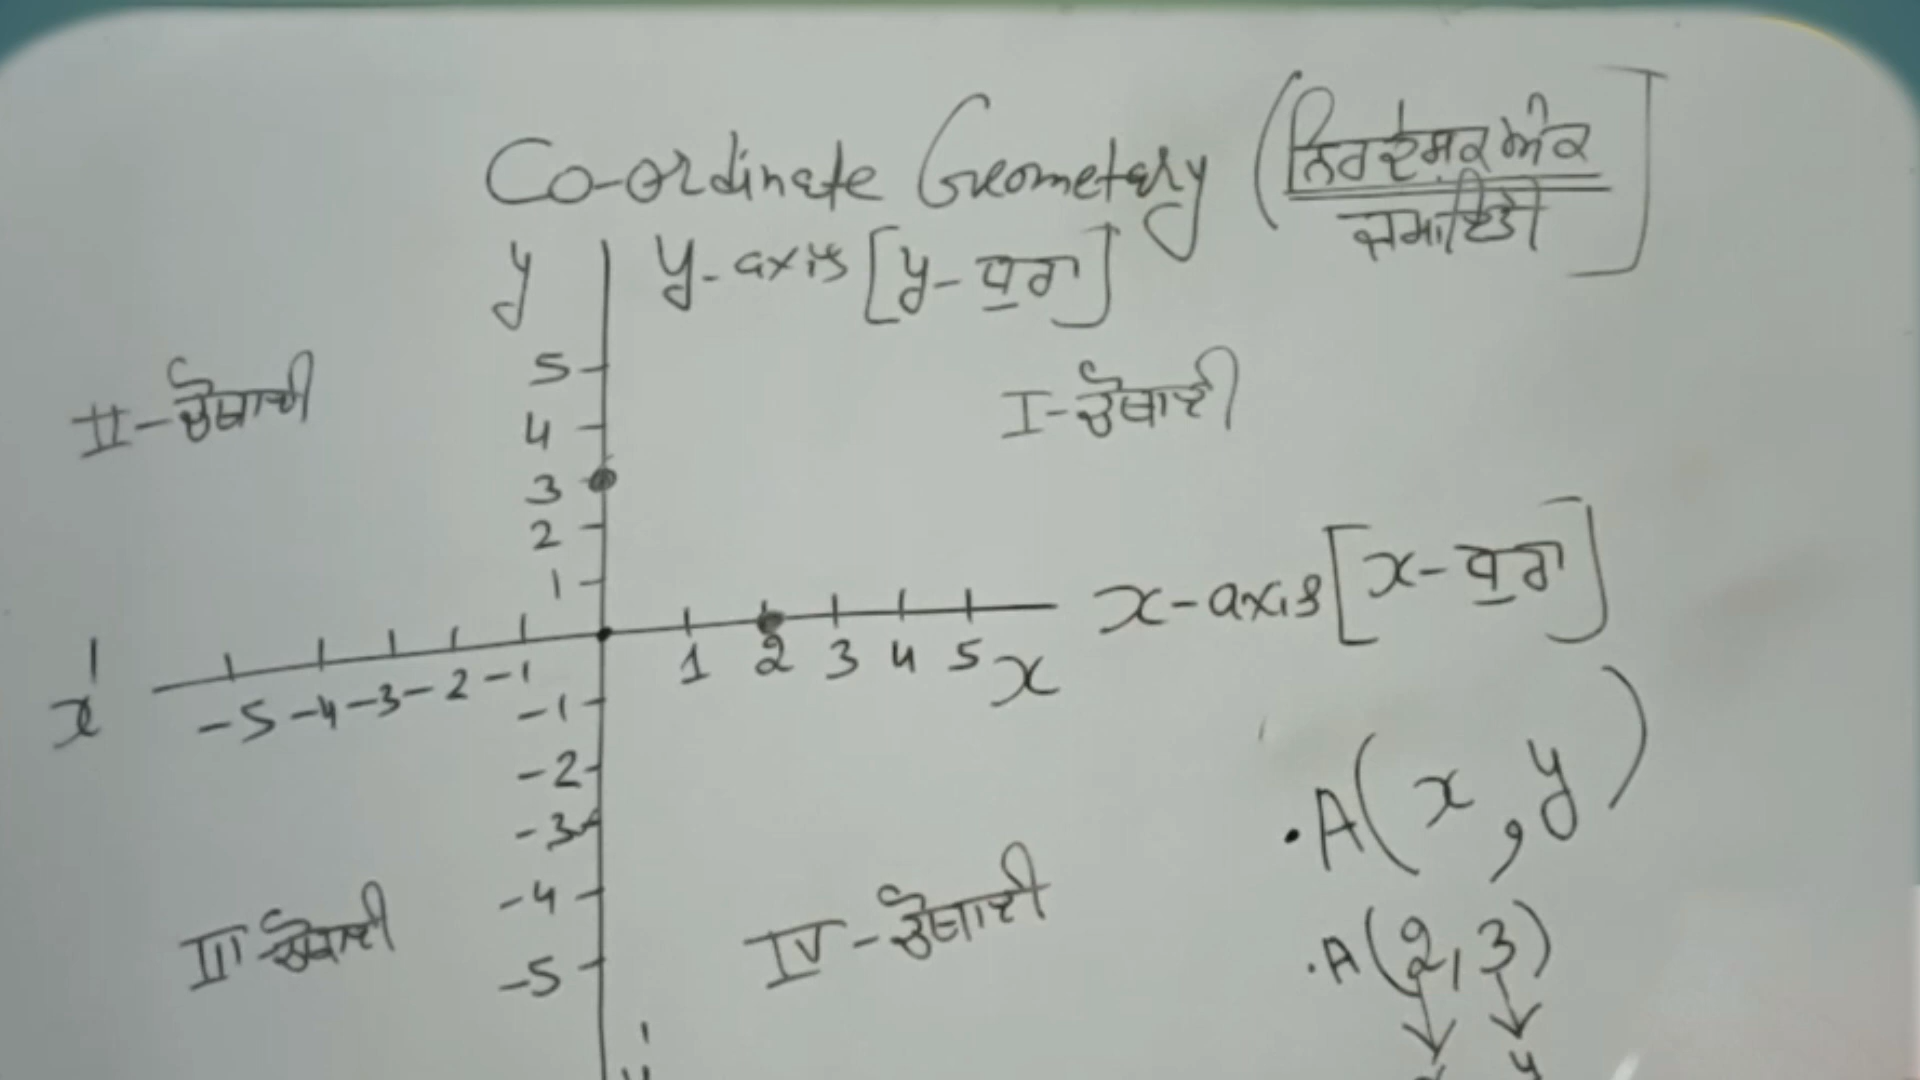 Co-ordinate Geometary (ਨਿਰਦੇਸ਼ਕ ਅੰਕ
ਜਮਾਇਤੀ]
y y-axis [y-ਧੁਰਾ]
5
II-ਚੌਥਾਈ I-ਚੌਥਾਈ
4
3
2
x-axis [x-ਧੁਰਾ]
1
1 2 3 4 5 x
x' -5 -4 -3 -2 -1
-1
-2
.A(x, y)
-3
-4
III-ਚੌਥਾਈ IV-ਚੌਥਾਈ
.A(2, 3)
-5